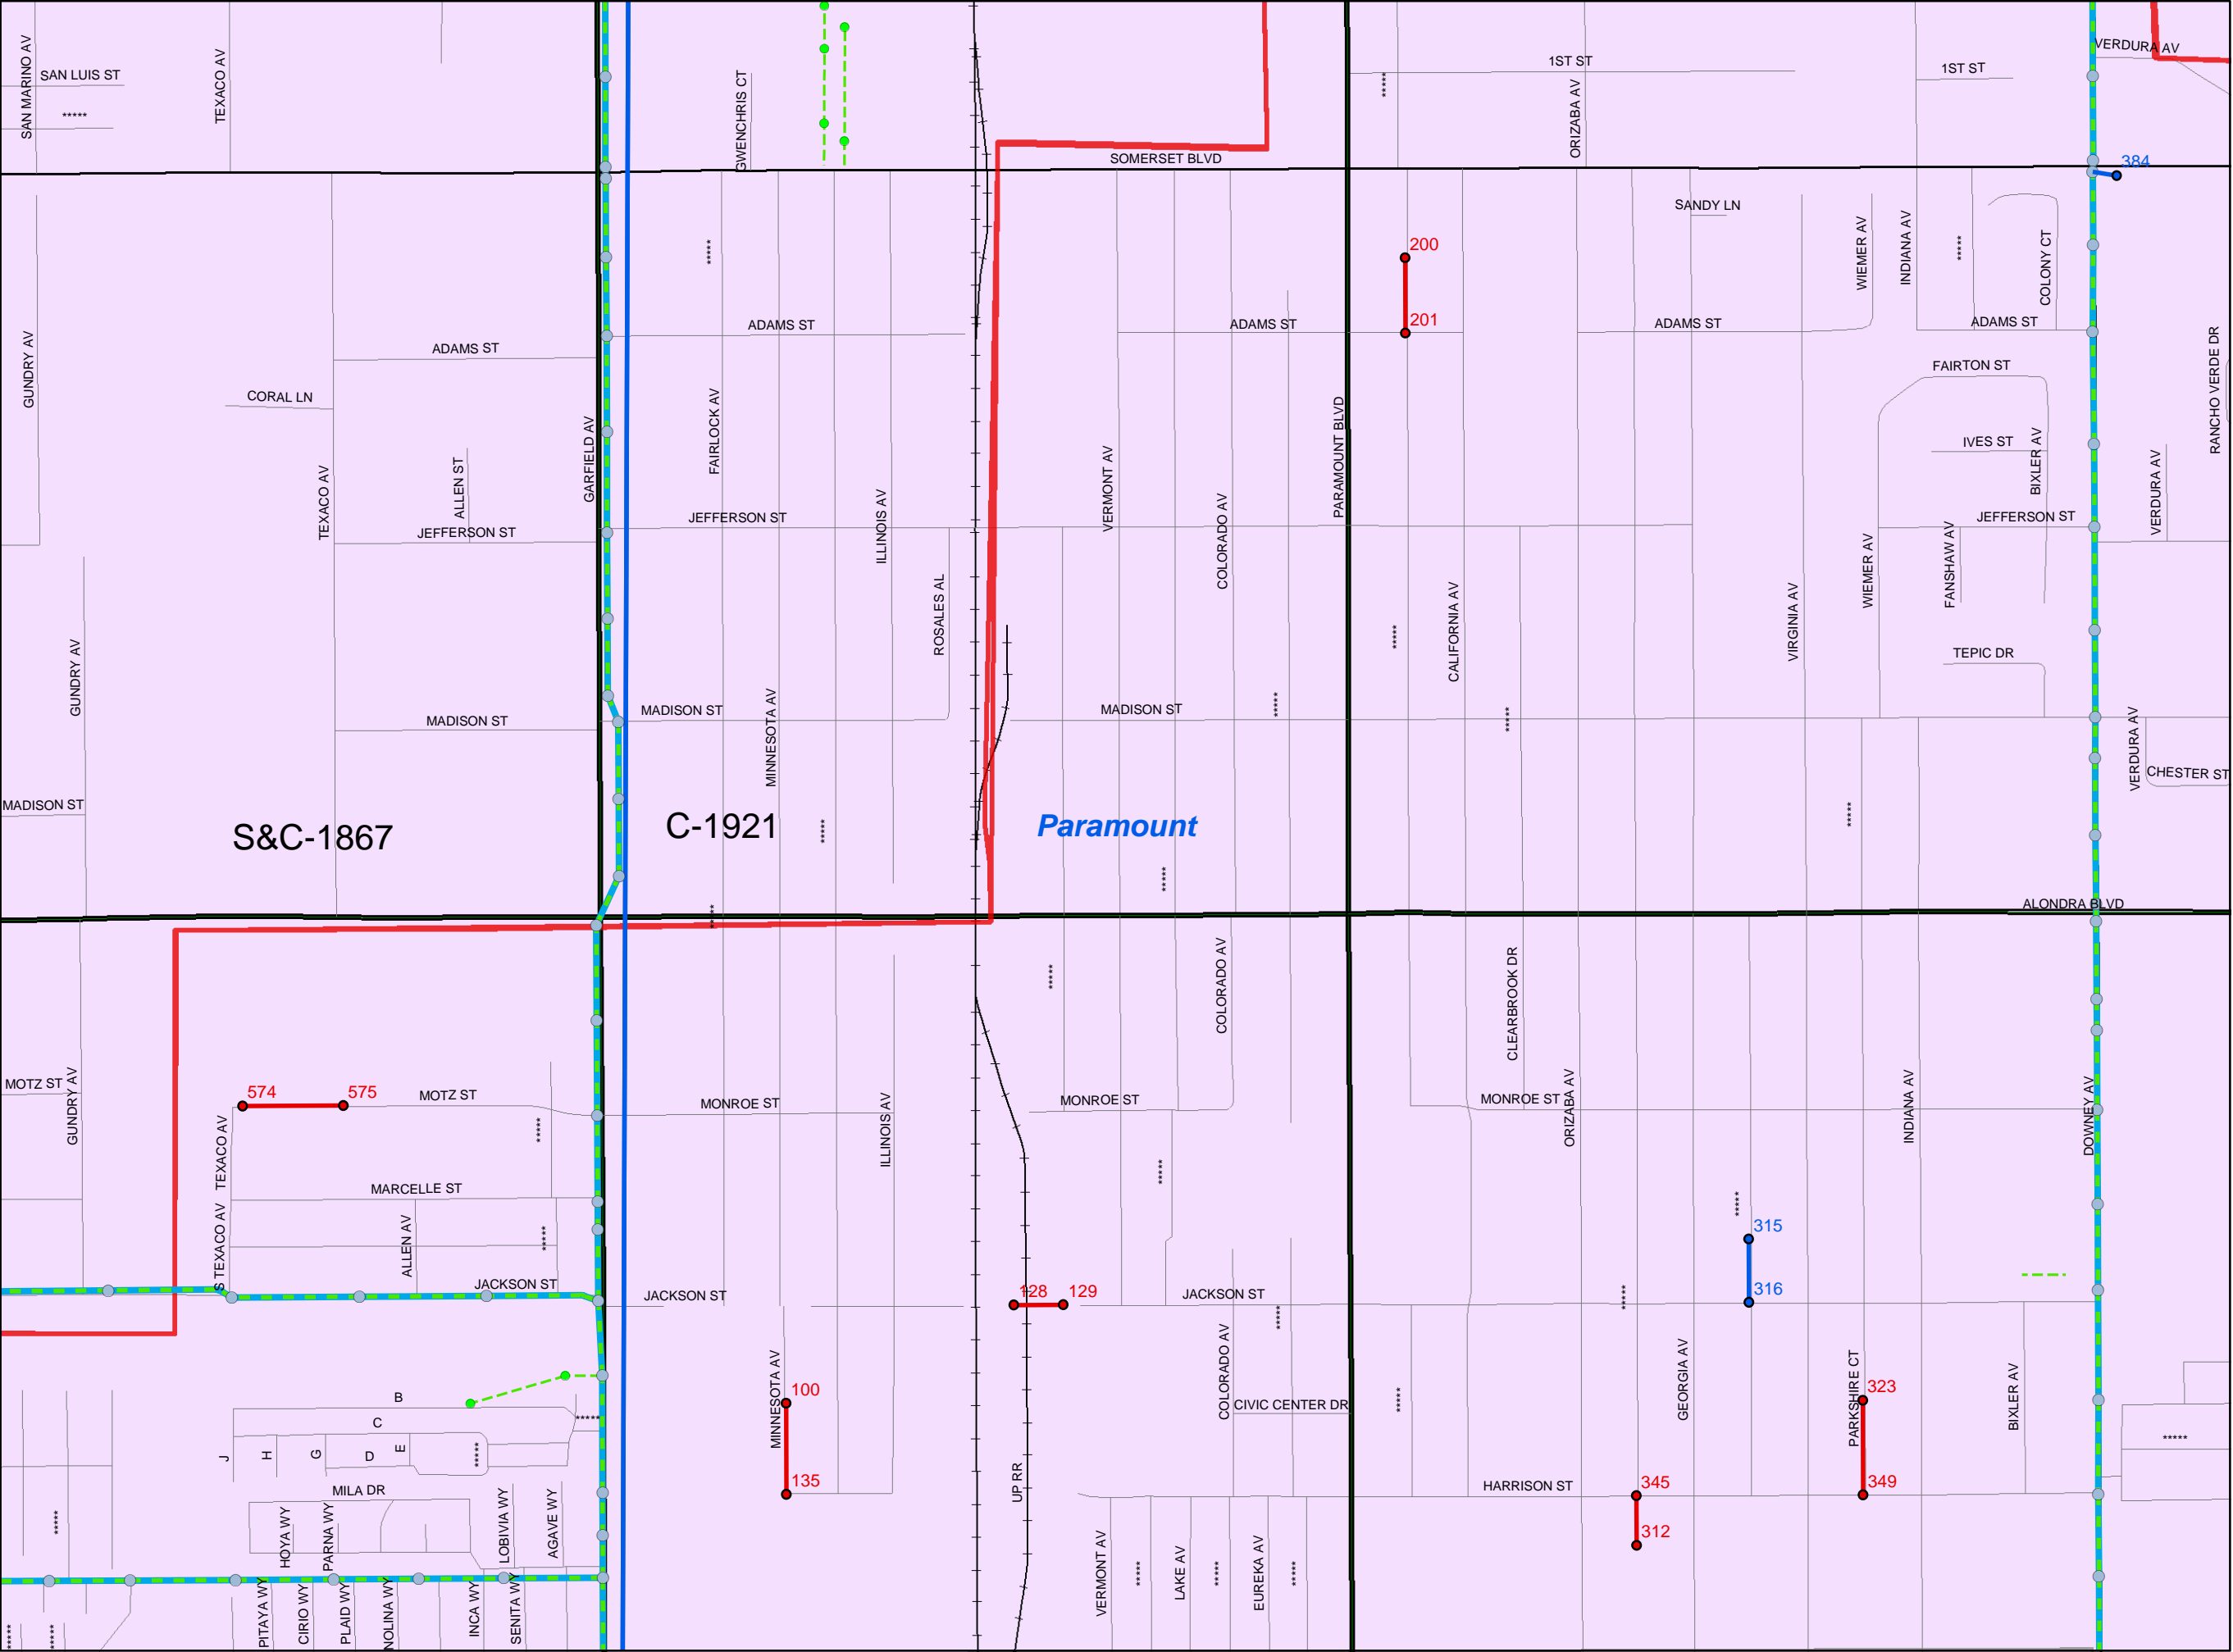 SAN MARINO AV
SAN LUIS ST
*****
TEXACO AV
GWENCHRIS CT
SOMERSET BLVD
*****
1ST ST
ORIZABA AV
1ST ST
VERDURA AV
384
GUNDRY AV
*****
200
201
SANDY LN
WIEMER AV
INDIANA AV
*****
COLONY CT
ADAMS ST
ADAMS ST
ADAMS ST
ADAMS ST
ADAMS ST
CORAL LN
FAIRTON ST
RANCHO VERDE DR
TEXACO AV
ALLEN ST
GARFIELD AV
FAIRLOCK AV
ILLINOIS AV
VERMONT AV
COLORADO AV
PARAMOUNT BLVD
IVES ST
BIXLER AV
VERDURA AV
JEFFERSON ST
JEFFERSON ST
JEFFERSON ST
GUNDRY AV
ROSALES AL
*****
CALIFORNIA AV
VIRGINIA AV
WIEMER AV
FANSHAW AV
TEPIC DR
MADISON ST
MADISON ST
MINNESOTA AV
MADISON ST
*****
*****
VERDURA AV
CHESTER ST
MADISON ST
S&C-1867
C-1921
*****
Paramount
*****
*****
ALONDRA BLVD
*****
*****
COLORADO AV
CLEARBROOK DR
MOTZ ST
GUNDRY AV
574
575
MOTZ ST
*****
MONROE ST
ILLINOIS AV
MONROE ST
MONROE ST
ORIZABA AV
INDIANA AV
DOWNEY AV
TEXACO AV
MARCELLE ST
*****
*****
S TEXACO AV
ALLEN AV
*****
315
316
JACKSON ST
JACKSON ST
128
129
JACKSON ST
*****
*****
MINNESOTA AV
100
135
COLORADO AV
CIVIC CENTER DR
*****
GEORGIA AV
PARKSHIRE CT
323
349
BIXLER AV
*****
B
C
*****
J
H
G
D
E
*****
UP RR
HARRISON ST
345
312
MILA DR
*****
HOYA WY
PARNA WY
LOBIVIA WY
AGAVE WY
VERMONT AV
*****
LAKE AV
*****
EUREKA AV
*****
*****
*****
PITAYA WY
CIRIO WY
PLAID WY
NOLINA WY
INCA WY
SENITA WY